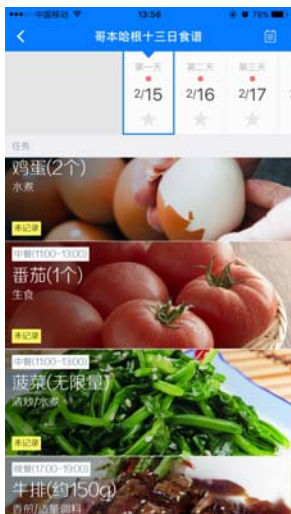 中国移动 13:56 78%
哥本哈根十三日食谱
第一天 第二天 第三天
2/15 2/16 2/17
任务
鸡蛋(2个)
水煮
未记录
中餐(11:00-13:00)
番茄(1个)
生食
未记录
中餐(11:00-13:00)
菠菜(无限量)
清炒/水煮
未记录
晚餐(17:00-19:00)
牛排(约150g)
香煎/适量调料